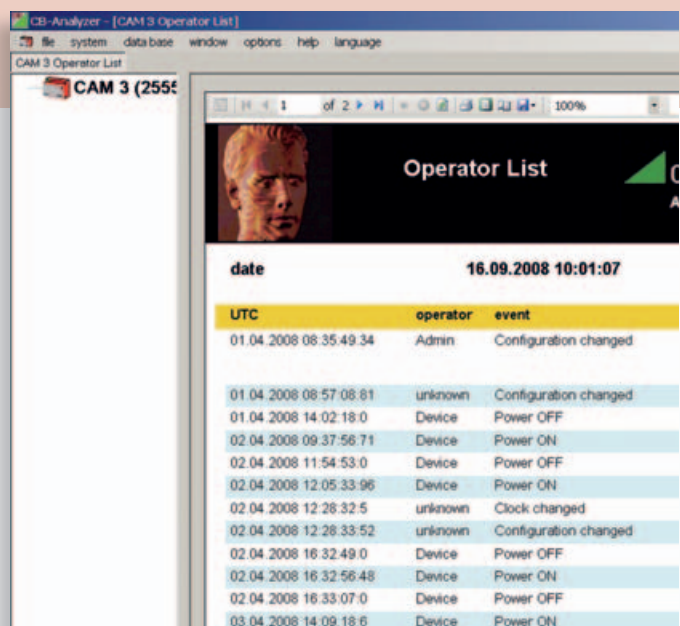 CB-Analyzer - [CAM 3 Operator List]
file system data base window options help language
CAM 3 Operator List
CAM 3 (2555
1 of 2 100%
Operator List
A
date 16.09.2008 10:01:07
UTC operator event
01.04.2008 08:35:49:34 Admin Configuration changed
01.04.2008 08:57:08:81 unknown Configuration changed
01.04.2008 14:02:18:0 Device Power OFF
02.04.2008 09:37:56:71 Device Power ON
02.04.2008 11:54:53:0 Device Power OFF
02.04.2008 12:05:33:96 Device Power ON
02.04.2008 12:28:32:5 unknown Clock changed
02.04.2008 12:28:33:52 unknown Configuration changed
02.04.2008 16:32:49:0 Device Power OFF
02.04.2008 16:32:56:48 Device Power ON
02.04.2008 16:33:07:0 Device Power OFF
03.04.2008 14:09:18:6 Device Power ON